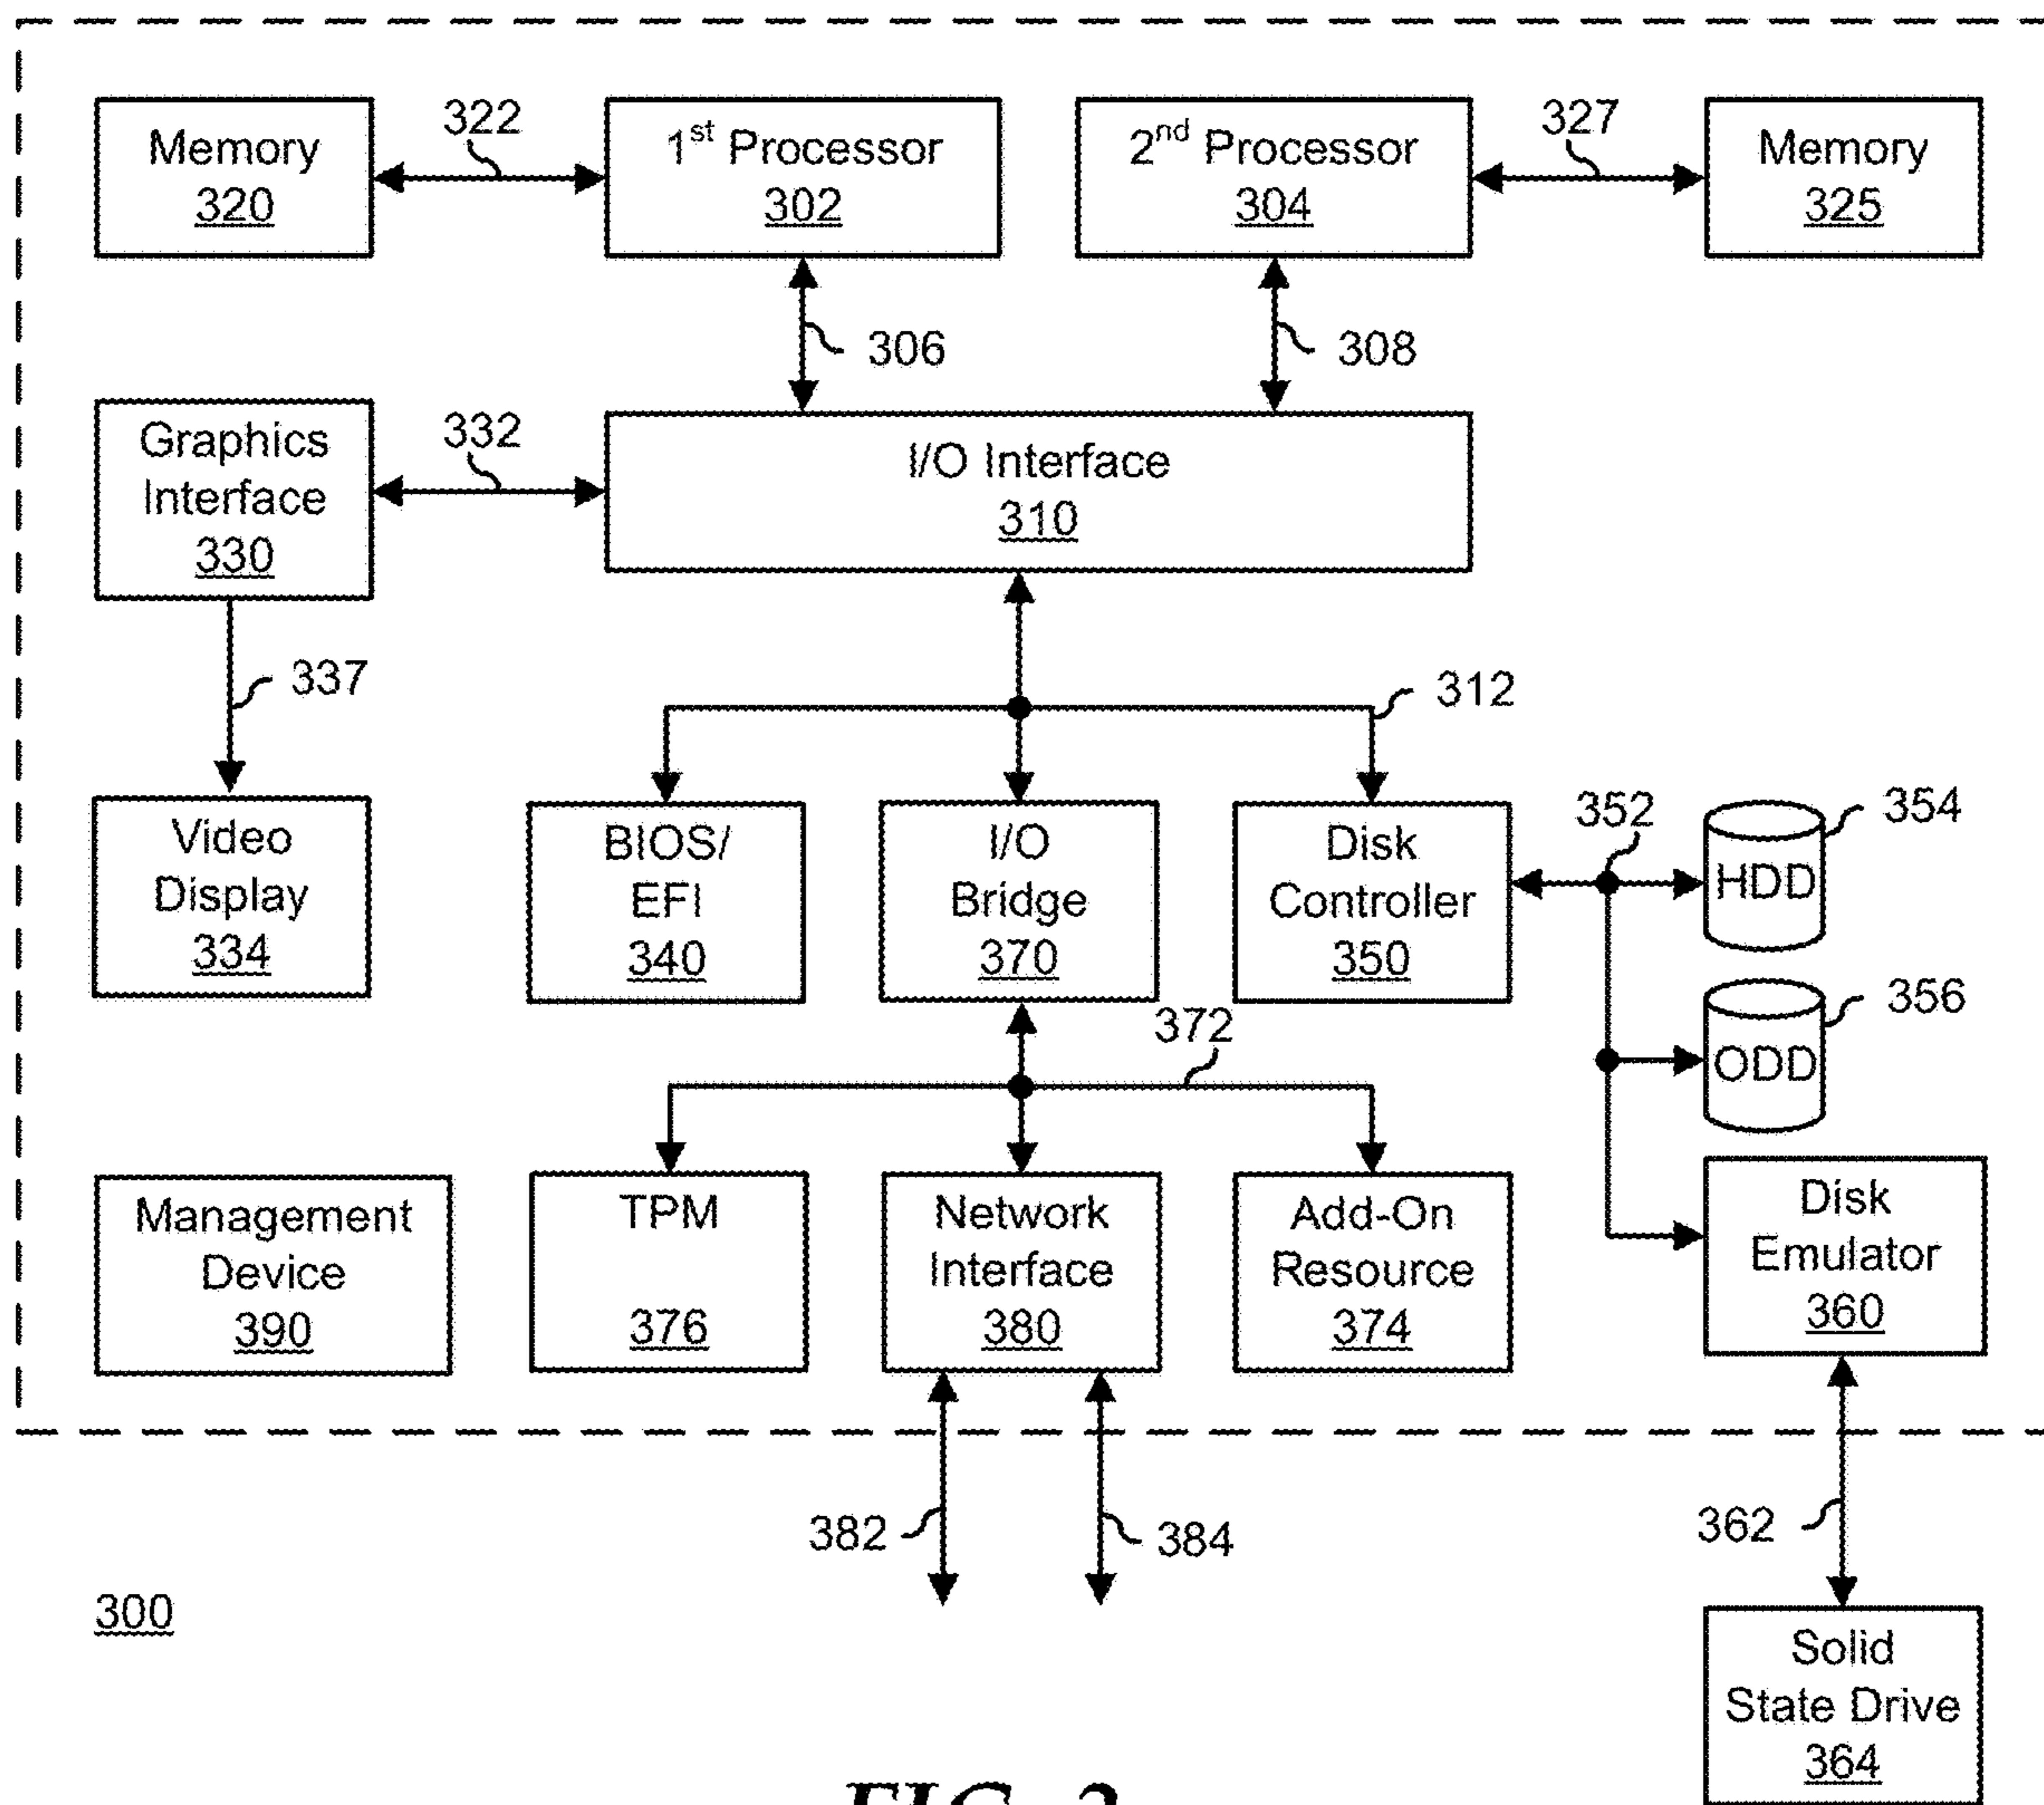 322
327
Memory
320
1st Processor
302
2nd Processor
304
Memory
325
306
308
Graphics
Interface
330
332
I/O Interface
310
337
312
Video
Display
334
BIOS/
EFI
340
I/O
Bridge
370
Disk
Controller
350
352
354
HDD
356
ODD
372
Management
Device
390
TPM
376
Network
Interface
380
Add-On
Resource
374
Disk
Emulator
360
382
384
362
300
Solid
State Drive
364
FIG.